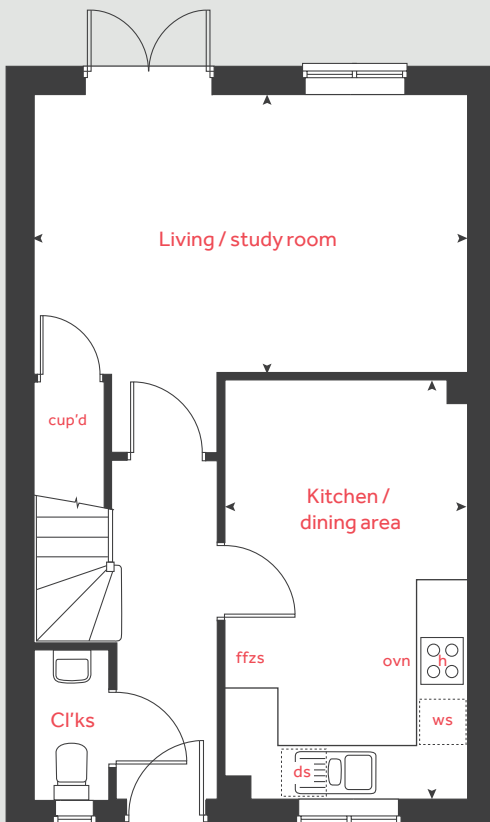 Living / study room
cup'd
Kitchen /
dining area
ffzs
ovn
h
Cl'ks
ws
ds